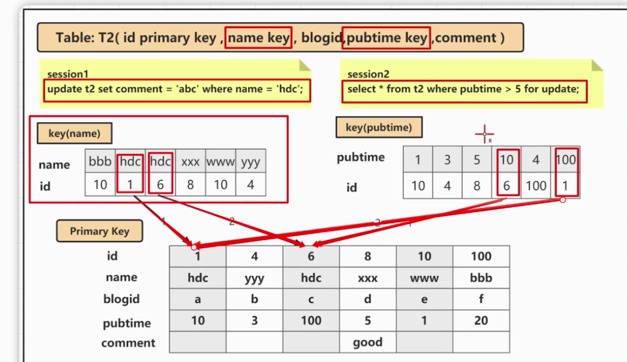 Table: T2( id primary key , name key , blogid,pubtime key ,comment )
session1
update t2 set comment = 'abc' where name = 'hdc';
session2
select * from t2 where pubtime > 5 for update;
key(name)
name bbb hdc hdc xxx www yyy
id 10 1 6 8 10 4
key(pubtime)
pubtime 1 3 5 10 4 100
id 10 4 8 6 100 1
2
Primary Key
id 1 4 6 8 10 100
name hdc yyy hdc xxx www bbb
blogid a b c d e f
pubtime 10 3 100 5 1 20
comment good